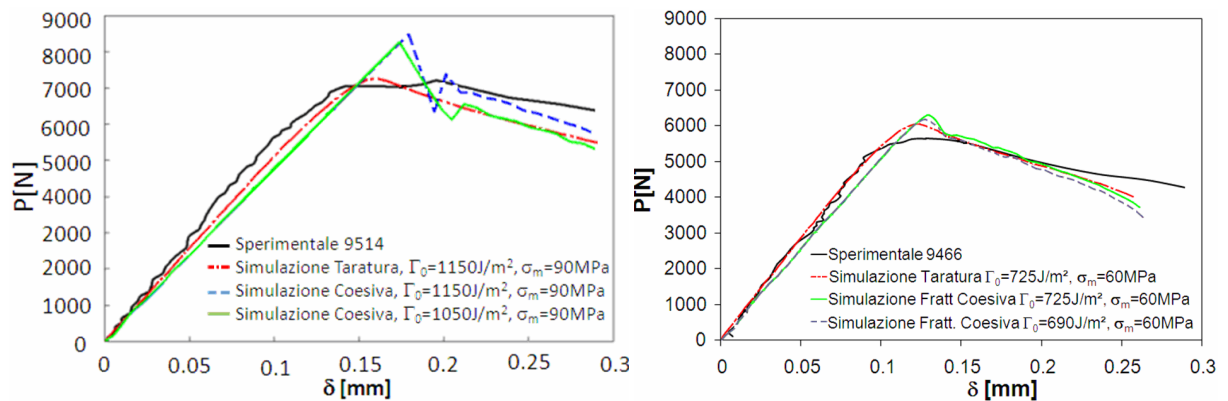 9000
8000
7000
6000
5000
4000
3000
2000
1000
0
P[N]
Sperimentale 9514
Simulazione Taratura, Γ₀=1150J/m², σₘ=90MPa
Simulazione Coesiva, Γ₀=1150J/m², σₘ=90MPa
Simulazione Coesiva, Γ₀=1050J/m², σₘ=90MPa
0 0.05 0.1 0.15 0.2 0.25 0.3
δ [mm]
9000
8000
7000
6000
5000
4000
3000
2000
1000
0
P[N]
Sperimentale 9466
Simulazione Taratura Γ₀=725J/m², σₘ=60MPa
Simulazione Fratt Coesiva Γ₀=725J/m², σₘ=60MPa
Simulazione Fratt. Coesiva Γ₀=690J/m², σₘ=60MPa
0 0.05 0.1 0.15 0.2 0.25 0.3
δ [mm]